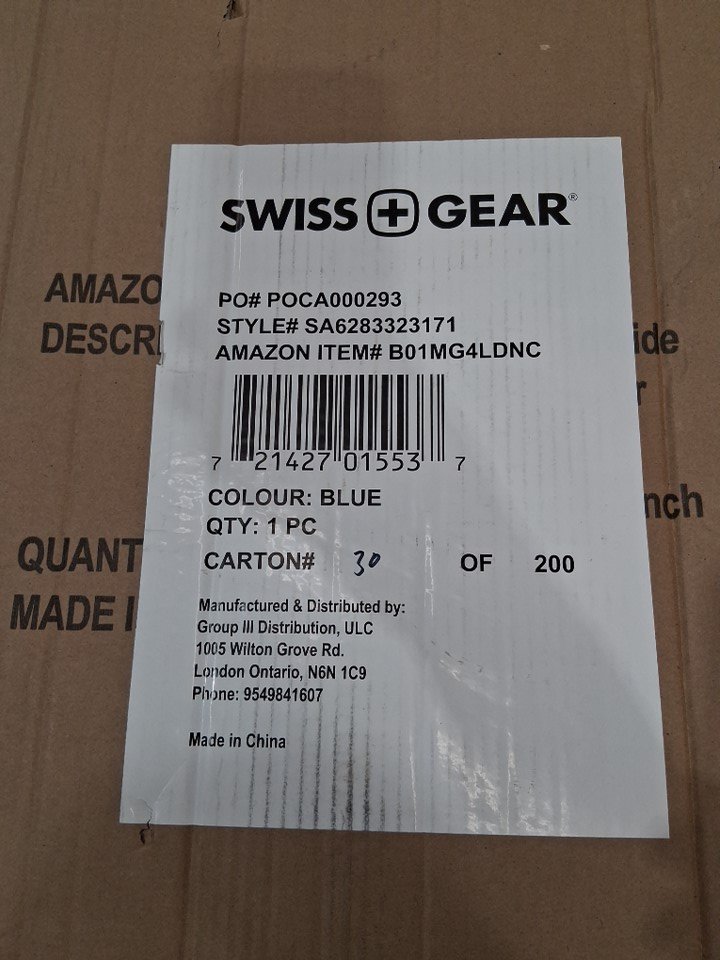 SWISS GEAR®
AMAZO
PO# POCA000293
DESCR
STYLE# SA6283323171
ide
AMAZON ITEM# B01MG4LDNC
r
7 21427 01553 7
COLOUR: BLUE
nch
QTY: 1 PC
QUANT
CARTON# 30 OF 200
MADE I
Manufactured & Distributed by:
Group III Distribution, ULC
1005 Wilton Grove Rd.
London Ontario, N6N 1C9
Phone: 9549841607
Made in China